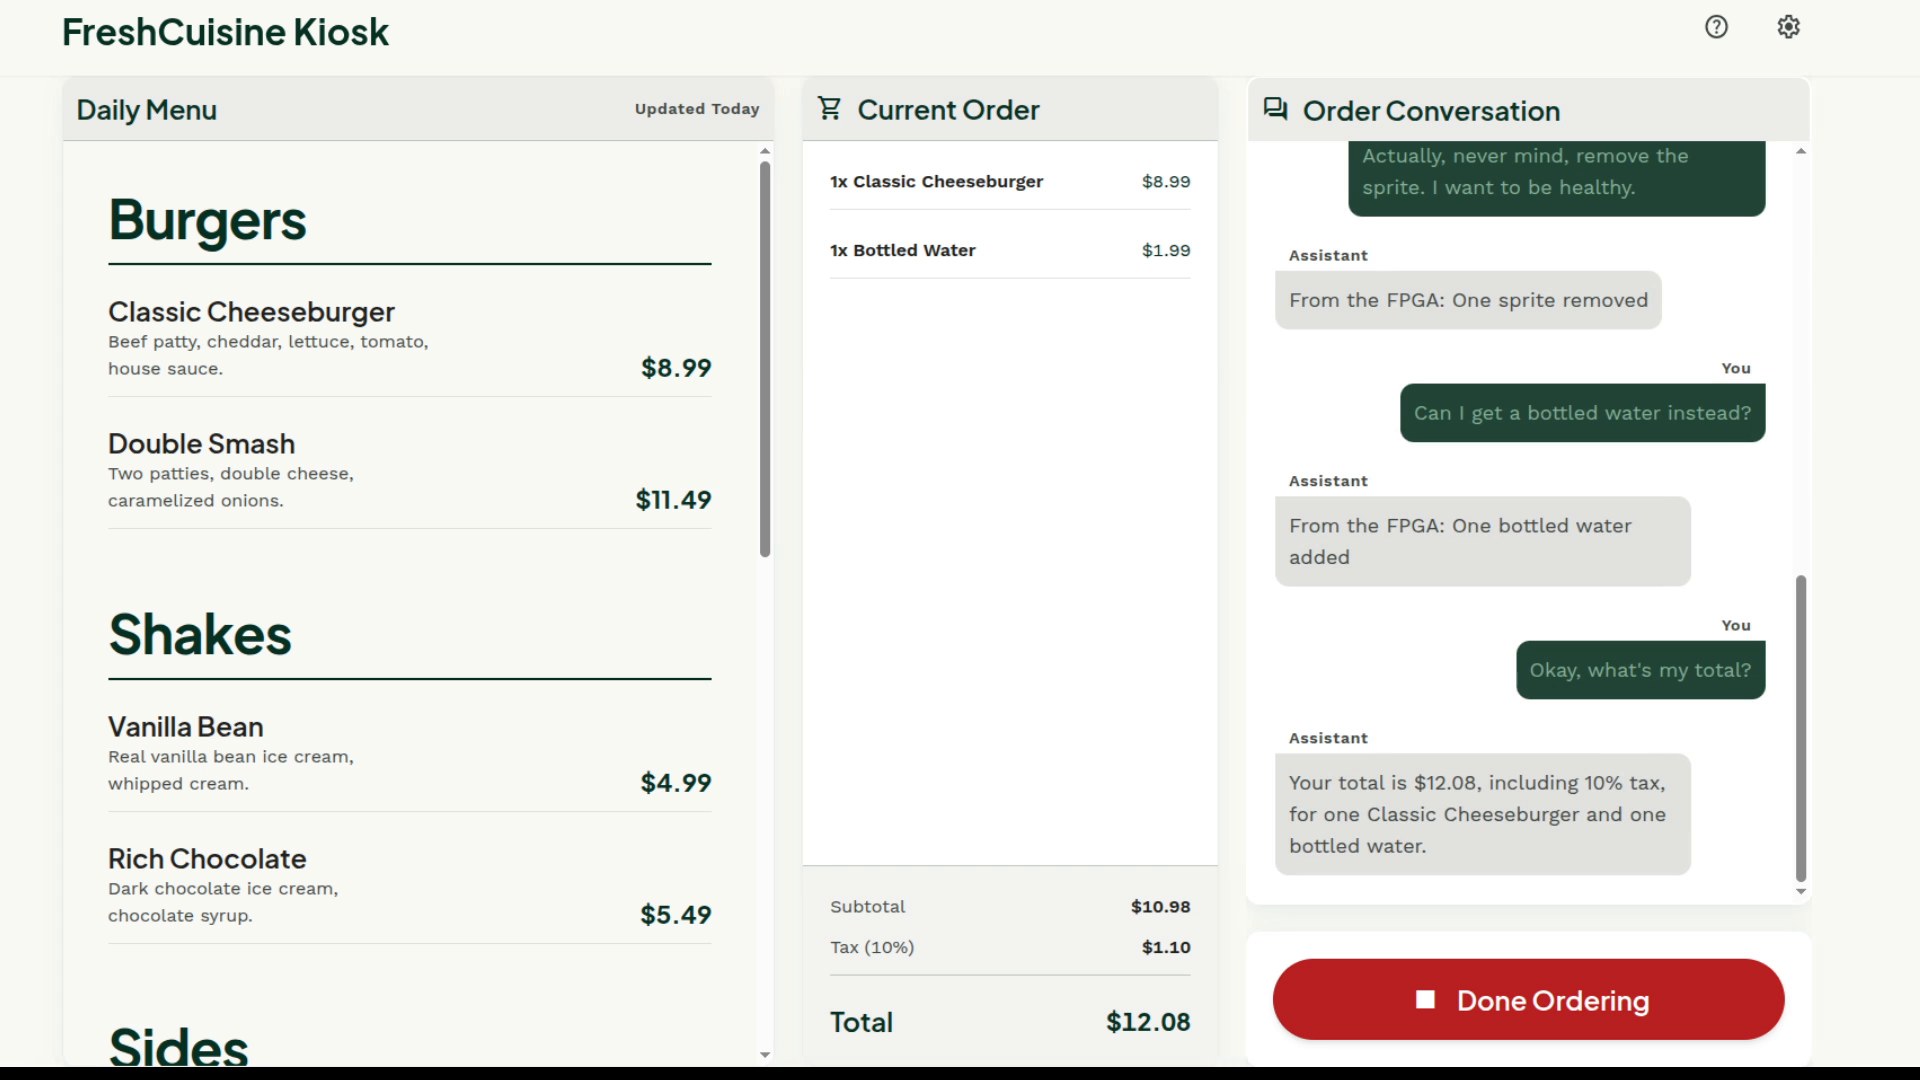 FreshCuisine Kiosk
Daily Menu
Updated Today
Burgers
Classic Cheeseburger
Beef patty, cheddar, lettuce, tomato,
house sauce.
$8.99
Double Smash
Two patties, double cheese,
caramelized onions.
$11.49
Shakes
Vanilla Bean
Real vanilla bean ice cream,
whipped cream.
$4.99
Rich Chocolate
Dark chocolate ice cream,
chocolate syrup.
$5.49
Sides
Current Order
1x Classic Cheeseburger $8.99
1x Bottled Water $1.99
Subtotal $10.98
Tax (10%) $1.10
Total $12.08
Order Conversation
Actually, never mind, remove the
sprite. I want to be healthy.
Assistant
From the FPGA: One sprite removed
You
Can I get a bottled water instead?
Assistant
From the FPGA: One bottled water
added
You
Okay, what's my total?
Assistant
Your total is $12.08, including 10% tax,
for one Classic Cheeseburger and one
bottled water.
Done Ordering